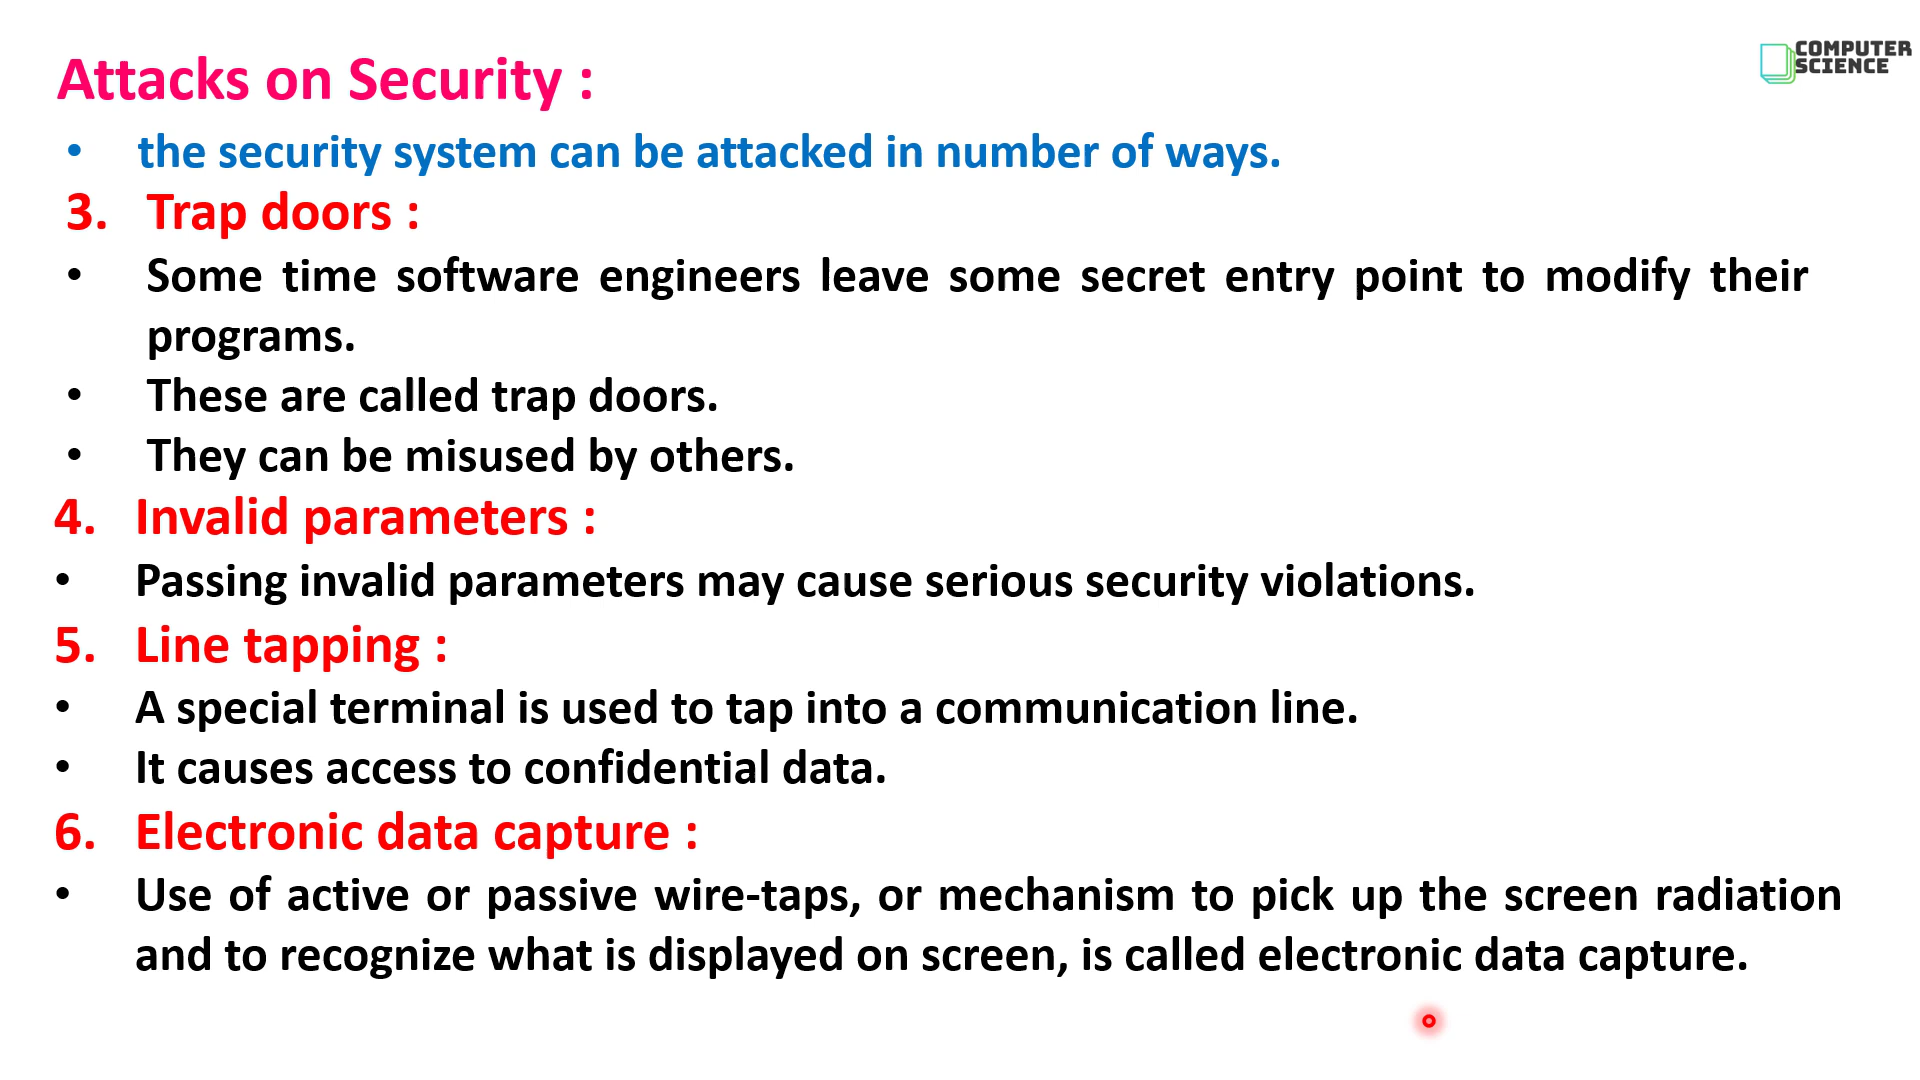 COMPUTER
SCIENCE
Attacks on Security :
• the security system can be attacked in number of ways.
3. Trap doors :
• Some time software engineers leave some secret entry point to modify their
programs.
• These are called trap doors.
• They can be misused by others.
4. Invalid parameters :
• Passing invalid parameters may cause serious security violations.
5. Line tapping :
• A special terminal is used to tap into a communication line.
• It causes access to confidential data.
6. Electronic data capture :
• Use of active or passive wire-taps, or mechanism to pick up the screen radiation
and to recognize what is displayed on screen, is called electronic data capture.